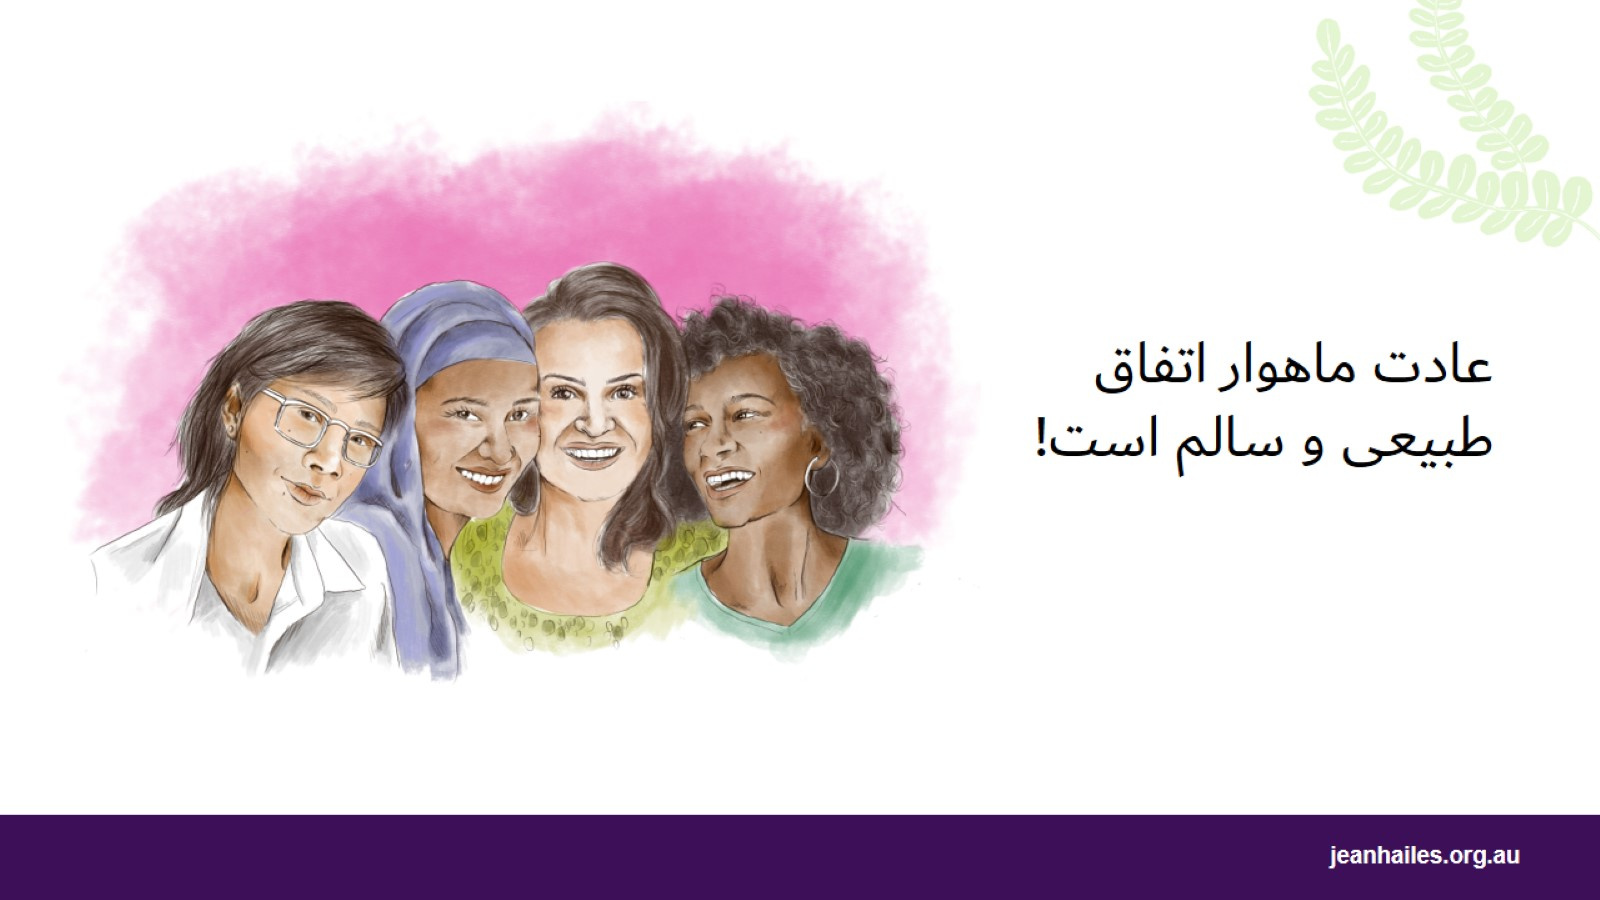 عادت ماهوار اتفاق
طبیعی و سالم است!
jeanhailes.org.au